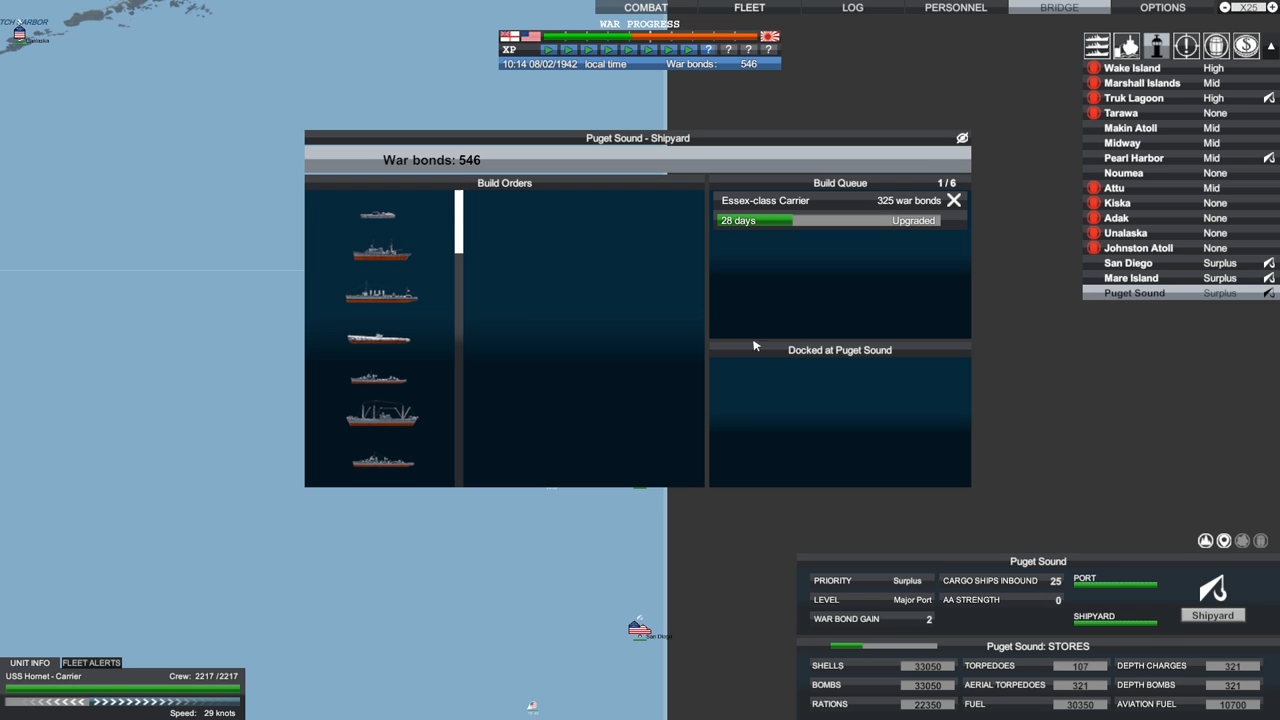 COMBAT FLEET LOG PERSONNEL BRIDGE OPTIONS X25
TCH HARBOR
Unalaska
WAR PROGRESS
XP ? ? ? ?
10:14 08/02/1942 local time War bonds: 546
Wake Island High
Marshall Islands Mid
Truk Lagoon High
Tarawa None
Makin Atoll Mid
Midway Mid
Pearl Harbor Mid
Noumea None
Attu Mid
Kiska None
Adak None
Unalaska None
Johnston Atoll None
San Diego Surplus
Mare Island Surplus
Puget Sound Surplus
Puget Sound - Shipyard
War bonds: 546
Build Orders
Build Queue 1 / 6
Essex-class Carrier 325 war bonds
28 days Upgraded
Docked at Puget Sound
San Diego
Puget Sound
PRIORITY Surplus CARGO SHIPS INBOUND 25 PORT
LEVEL Major Port AA STRENGTH 0
WAR BOND GAIN 2 SHIPYARD Shipyard
Puget Sound: STORES
SHELLS 33050 TORPEDOES 107 DEPTH CHARGES 321
BOMBS 33050 AERIAL TORPEDOES 321 DEPTH BOMBS 321
RATIONS 22350 FUEL 30350 AVIATION FUEL 10700
UNIT INFO FLEET ALERTS
USS Hornet - Carrier Crew: 2217 /2217
Speed: 29 knots